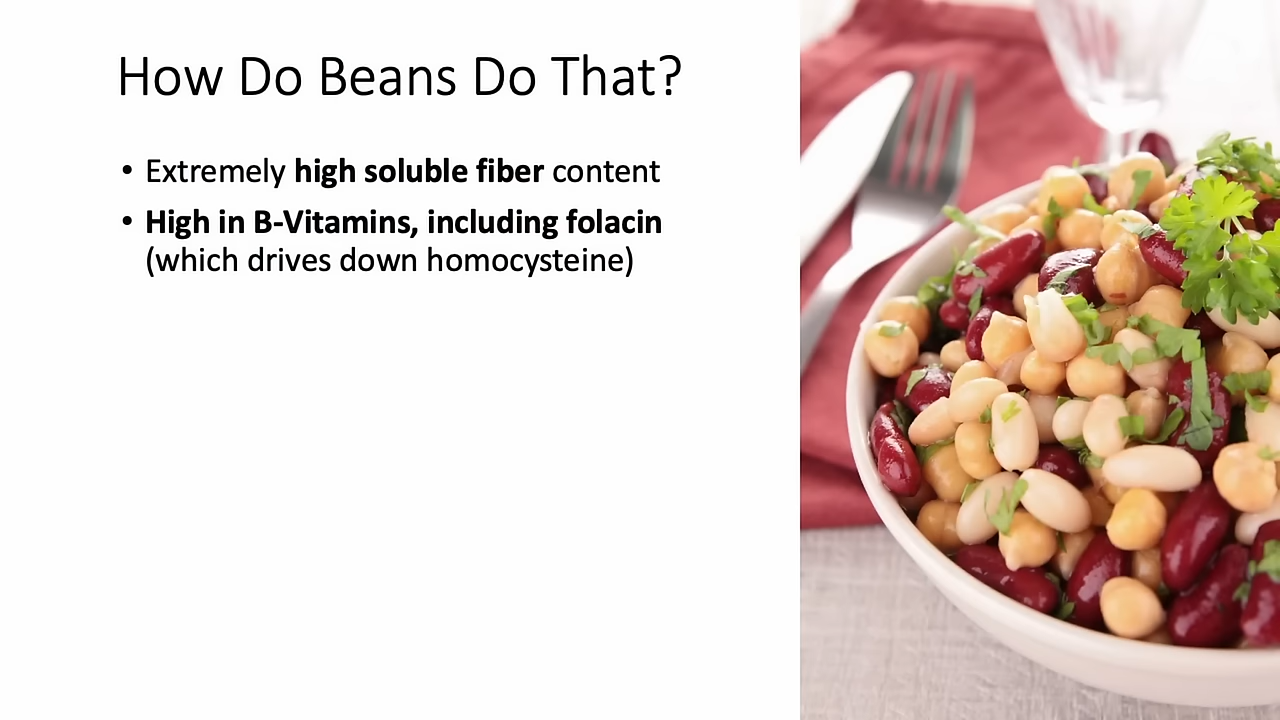 How Do Beans Do That?
• Extremely high soluble fiber content
• High in B-Vitamins, including folacin
(which drives down homocysteine)